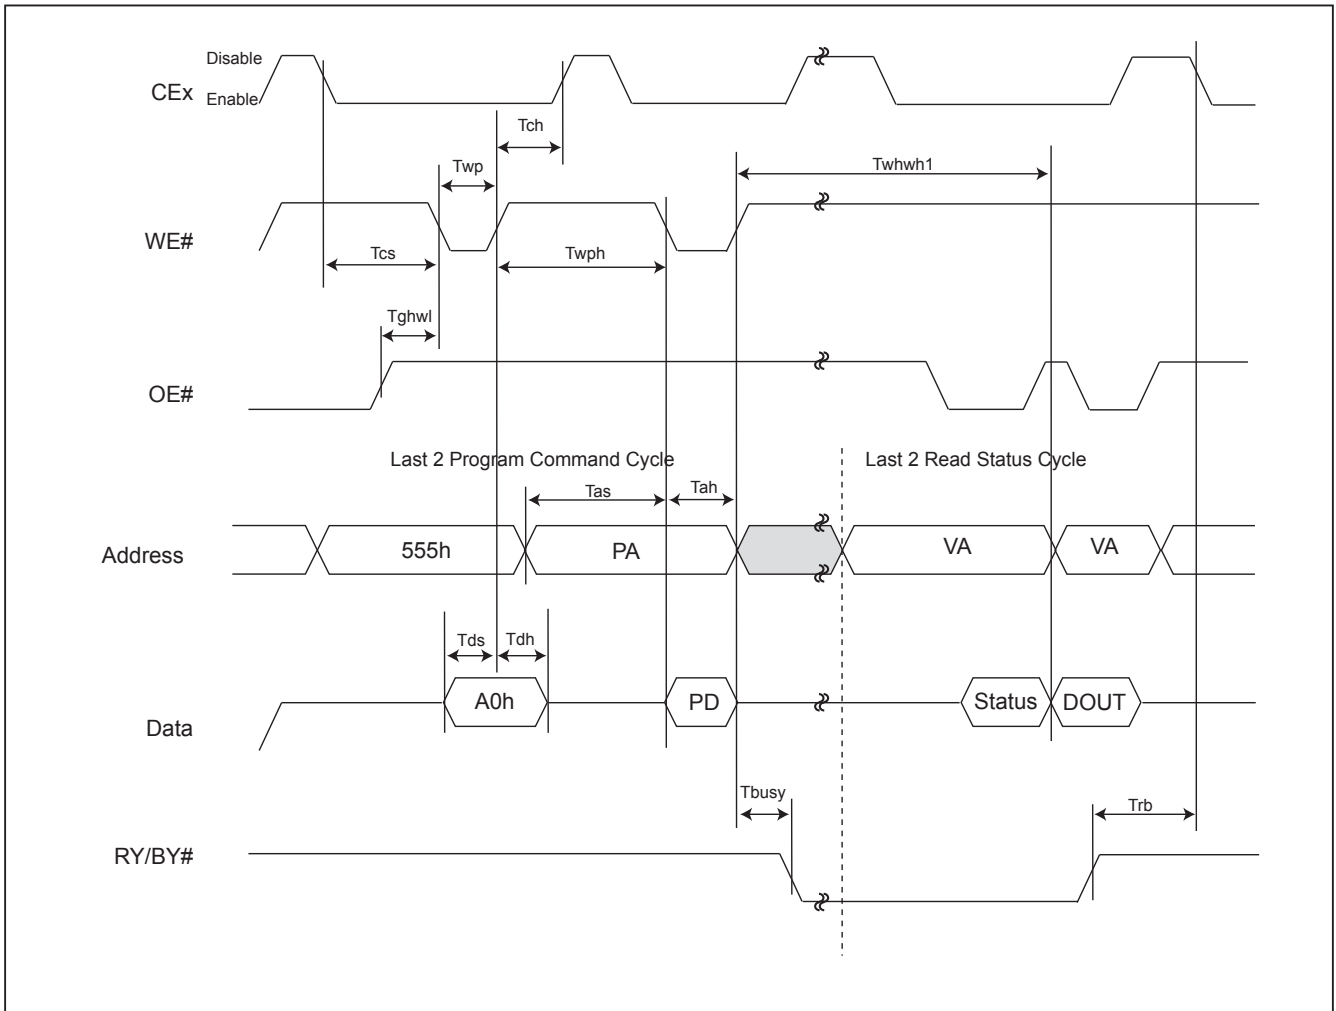 Disable
CEx
Enable
Tch
Twp
Twhwh1
WE#
Tcs
Twph
Tghwl
OE#
Last 2 Program Command Cycle
Last 2 Read Status Cycle
Tas
Tah
Address
555h
PA
VA
VA
Tds
Tdh
A0h
PD
Status
DOUT
Data
Tbusy
Trb
RY/BY#